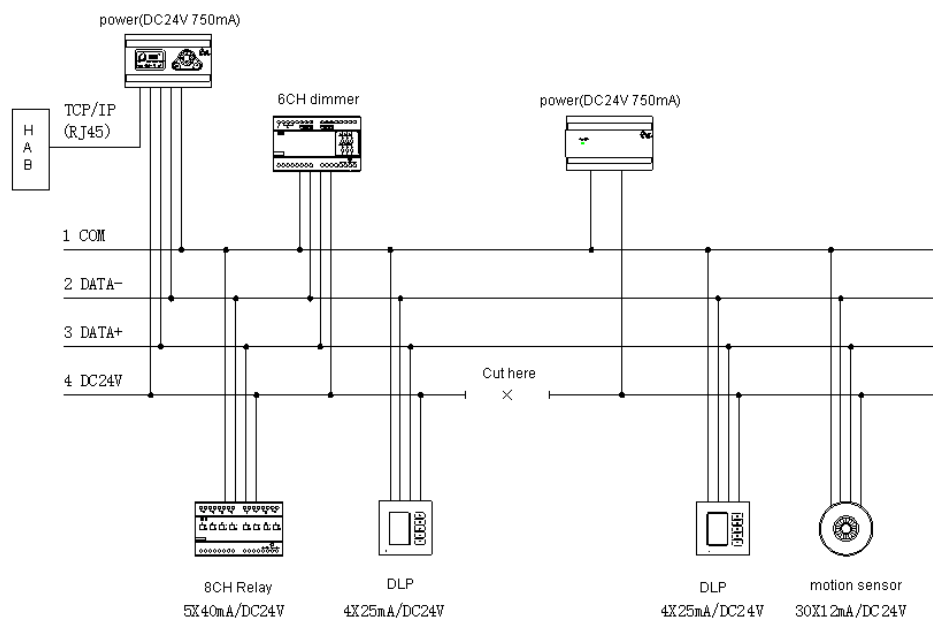 power(DC24V 750mA)
TCP/IP
(RJ45)
H
A
B
6CH dimmer
power(DC24V 750mA)
1 COM
2 DATA-
3 DATA+
4 DC24V
Cut here
8CH Relay
5X40mA/DC24V
DLP
4X25mA/DC24V
DLP
4X25mA/DC24V
motion sensor
30X12mA/DC24V